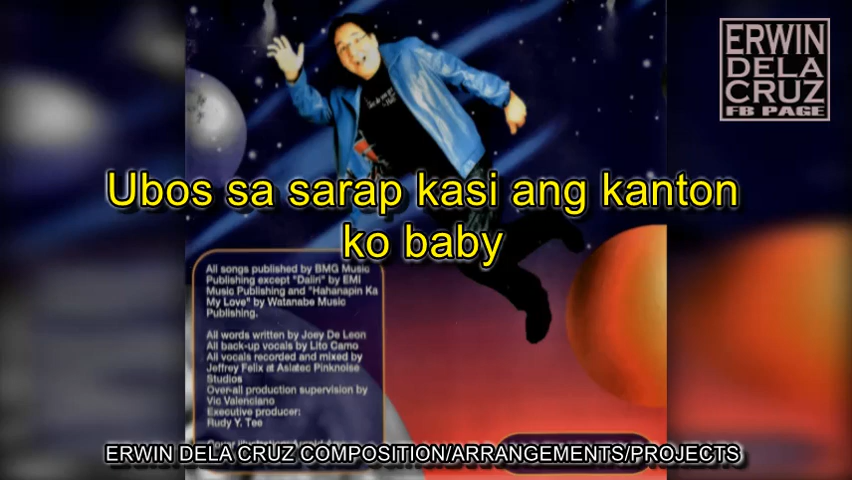 ERWIN
DELA
CRUZ
FB PAGE
Ubos sa sarap kasi ang kanton
ko baby
All songs published by BMG Music
Publishing except "Daliri" by EMI
Music Publishing and "Hahanapin Ka
My Love" by Watanabe Music
Publishing.
All words written by Joey De Leon
All back-up vocals by Lito Camo
All vocals recorded and mixed by
Jeffrey Felix at Asiatec Pinknoise
Studios
Over-all production supervision by
Vic Valenciano
Executive producer:
Rudy Y. Tee
ERWIN DELA CRUZ COMPOSITION/ARRANGEMENTS/PROJECTS